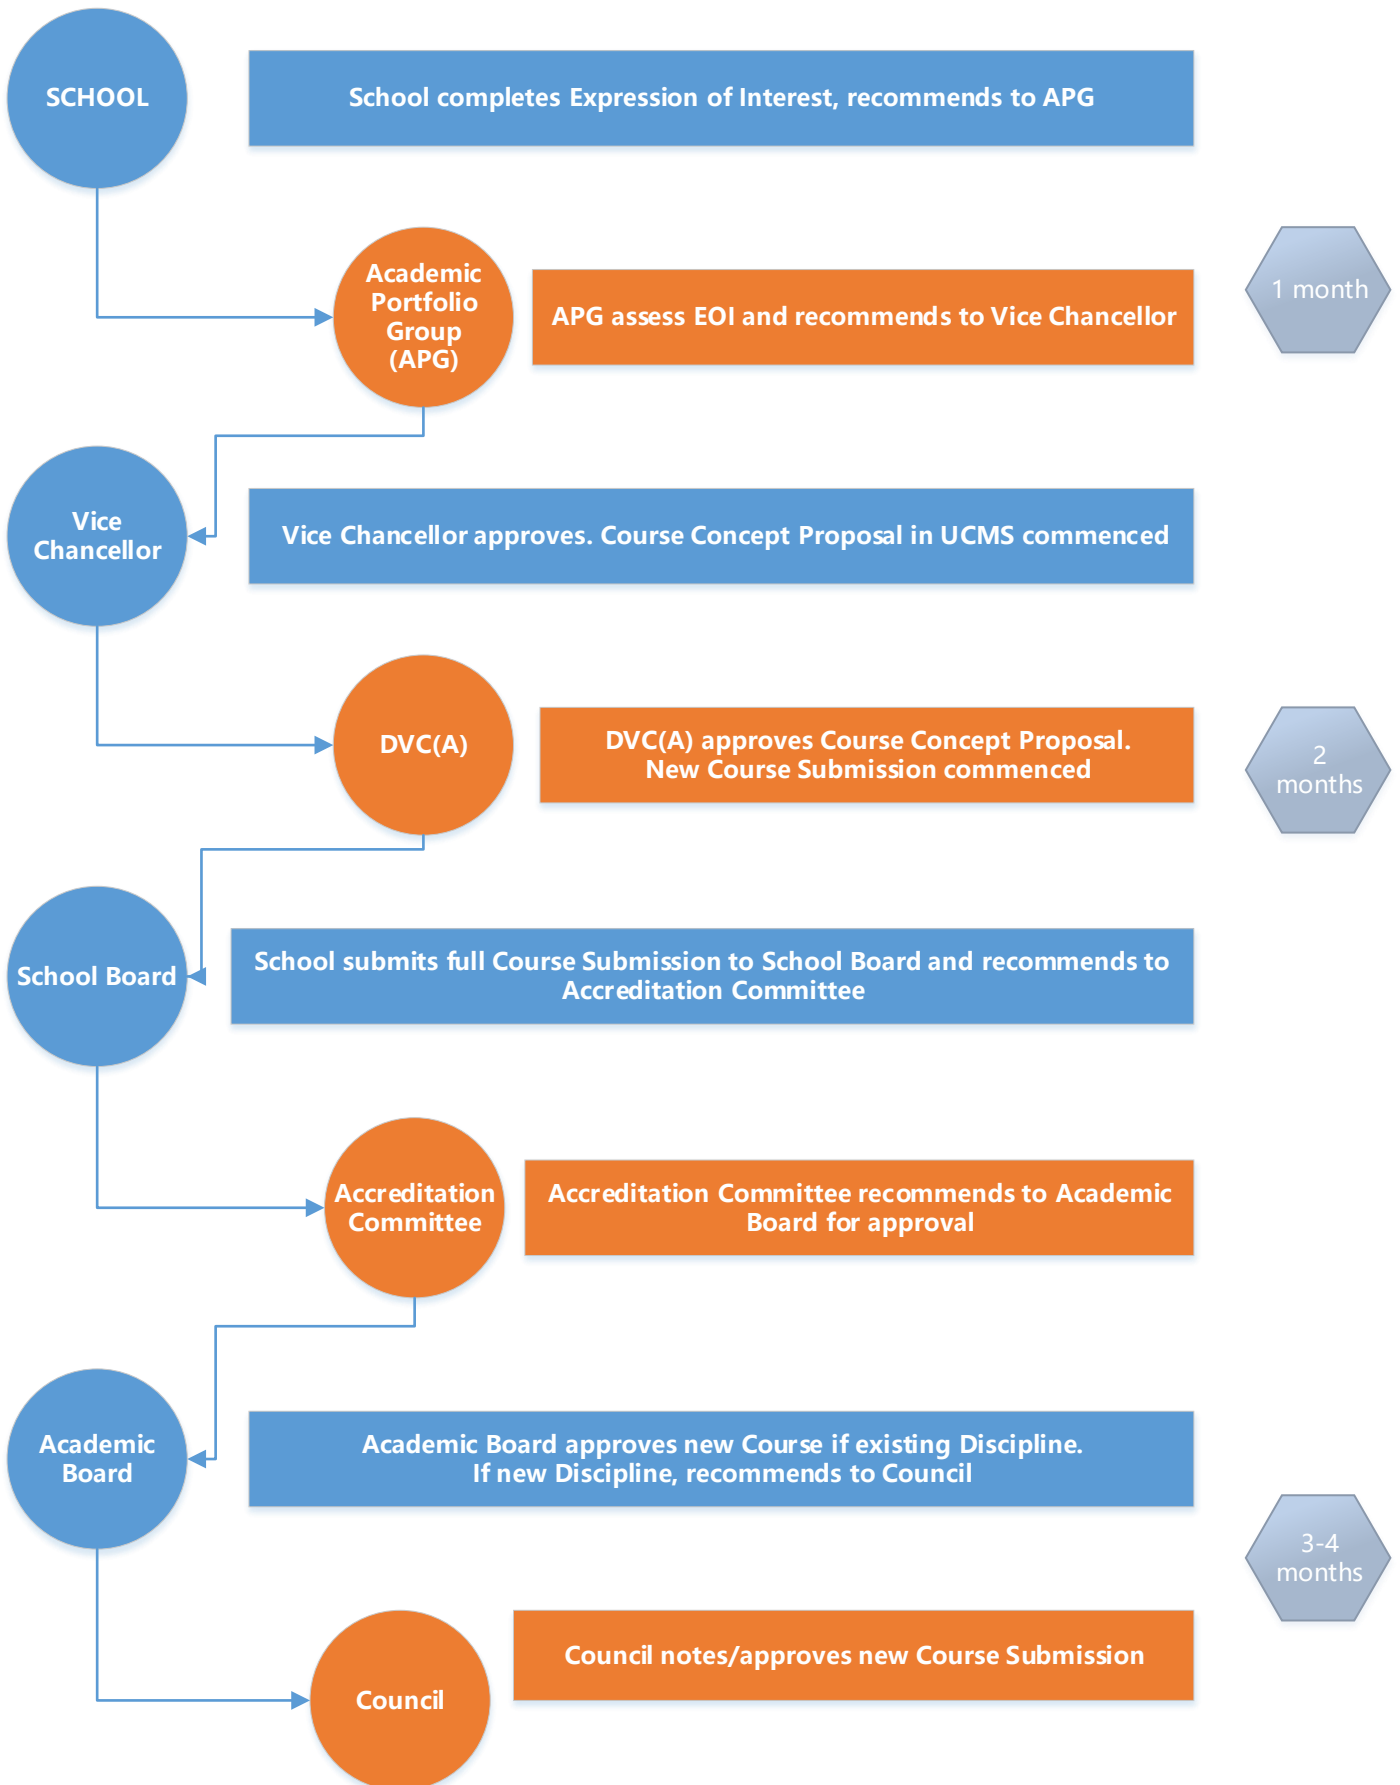 SCHOOL
School completes Expression of Interest, recommends to APG
Academic
Portfolio
Group
(APG)
APG assess EOI and recommends to Vice Chancellor
1 month
Vice
Chancellor
Vice Chancellor approves. Course Concept Proposal in UCMS commenced
DVC(A)
DVC(A) approves Course Concept Proposal.
New Course Submission commenced
2
months
School Board
School submits full Course Submission to School Board and recommends to
Accreditation Committee
Accreditation
Committee
Accreditation Committee recommends to Academic
Board for approval
Academic
Board
Academic Board approves new Course if existing Discipline.
If new Discipline, recommends to Council
3-4
months
Council
Council notes/approves new Course Submission